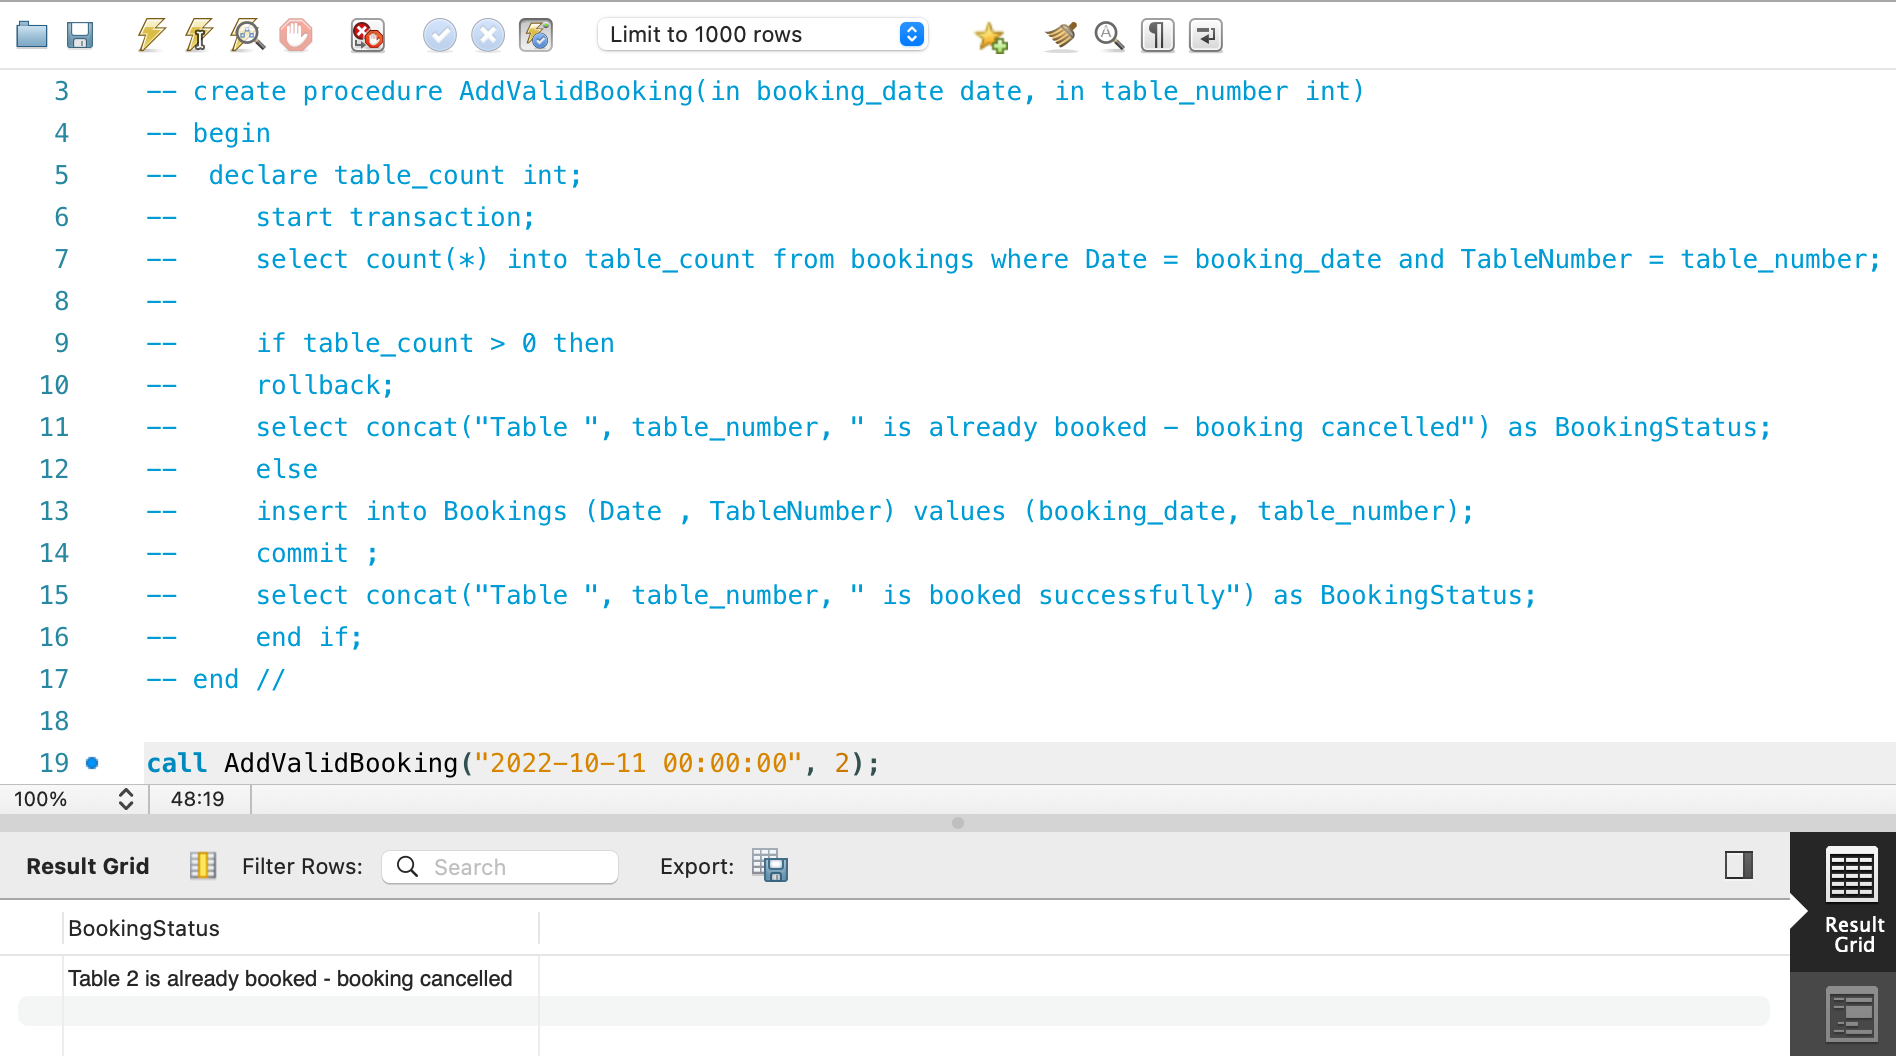 Limit to 1000 rows
3 -- create procedure AddValidBooking(in booking_date date, in table_number int)
4 -- begin
5 --  declare table_count int;
6 --     start transaction;
7 --     select count(*) into table_count from bookings where Date = booking_date and TableNumber = table_number;
8 --
9 --     if table_count > 0 then
10 --     rollback;
11 --     select concat("Table ", table_number, " is already booked - booking cancelled") as BookingStatus;
12 --     else
13 --     insert into Bookings (Date , TableNumber) values (booking_date, table_number);
14 --     commit ;
15 --     select concat("Table ", table_number, " is booked successfully") as BookingStatus;
16 --     end if;
17 -- end //
18
19 call AddValidBooking("2022-10-11 00:00:00", 2);
100% 48:19
Result Grid Filter Rows: Search Export:
Result
Grid
BookingStatus
Table 2 is already booked - booking cancelled